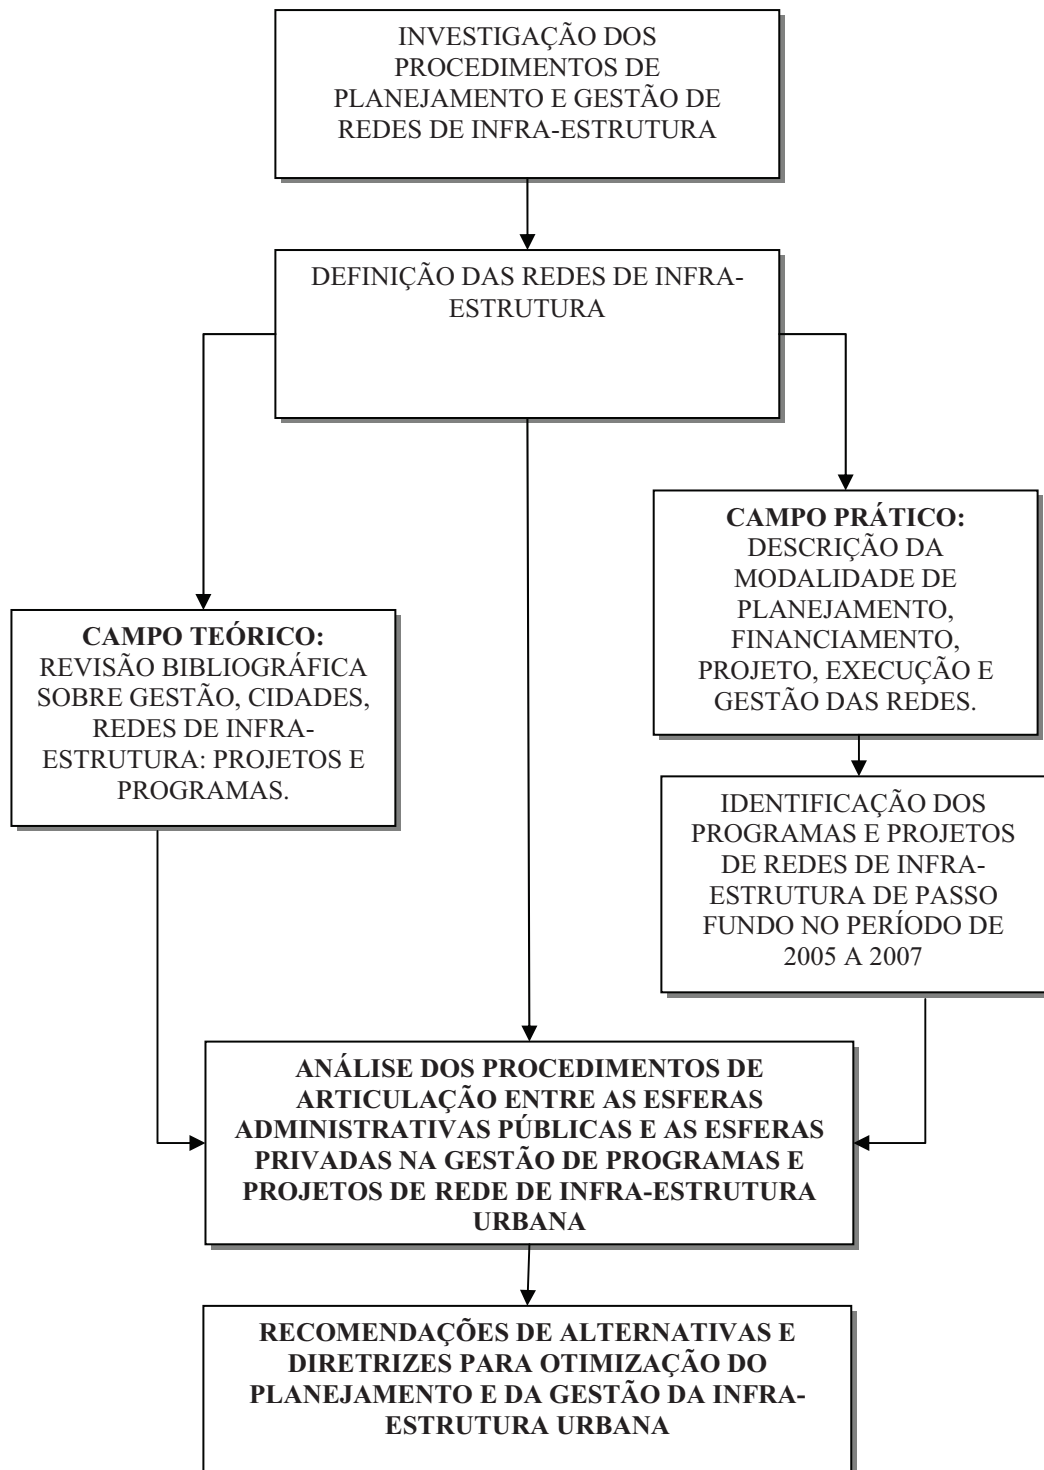 INVESTIGAÇÃO DOS
PROCEDIMENTOS DE
PLANEJAMENTO E GESTÃO DE
REDES DE INFRA-ESTRUTURA
DEFINIÇÃO DAS REDES DE INFRA-
ESTRUTURA
CAMPO TEÓRICO:
REVISÃO BIBLIOGRÁFICA
SOBRE GESTÃO, CIDADES,
REDES DE INFRA-
ESTRUTURA: PROJETOS E
PROGRAMAS.
CAMPO PRÁTICO:
DESCRIÇÃO DA
MODALIDADE DE
PLANEJAMENTO,
FINANCIAMENTO,
PROJETO, EXECUÇÃO E
GESTÃO DAS REDES.
IDENTIFICAÇÃO DOS
PROGRAMAS E PROJETOS
DE REDES DE INFRA-
ESTRUTURA DE PASSO
FUNDO NO PERÍODO DE
2005 A 2007
ANÁLISE DOS PROCEDIMENTOS DE
ARTICULAÇÃO ENTRE AS ESFERAS
ADMINISTRATIVAS PÚBLICAS E AS ESFERAS
PRIVADAS NA GESTÃO DE PROGRAMAS E
PROJETOS DE REDE DE INFRA-ESTRUTURA
URBANA
RECOMENDAÇÕES DE ALTERNATIVAS E
DIRETRIZES PARA OTIMIZAÇÃO DO
PLANEJAMENTO E DA GESTÃO DA INFRA-
ESTRUTURA URBANA